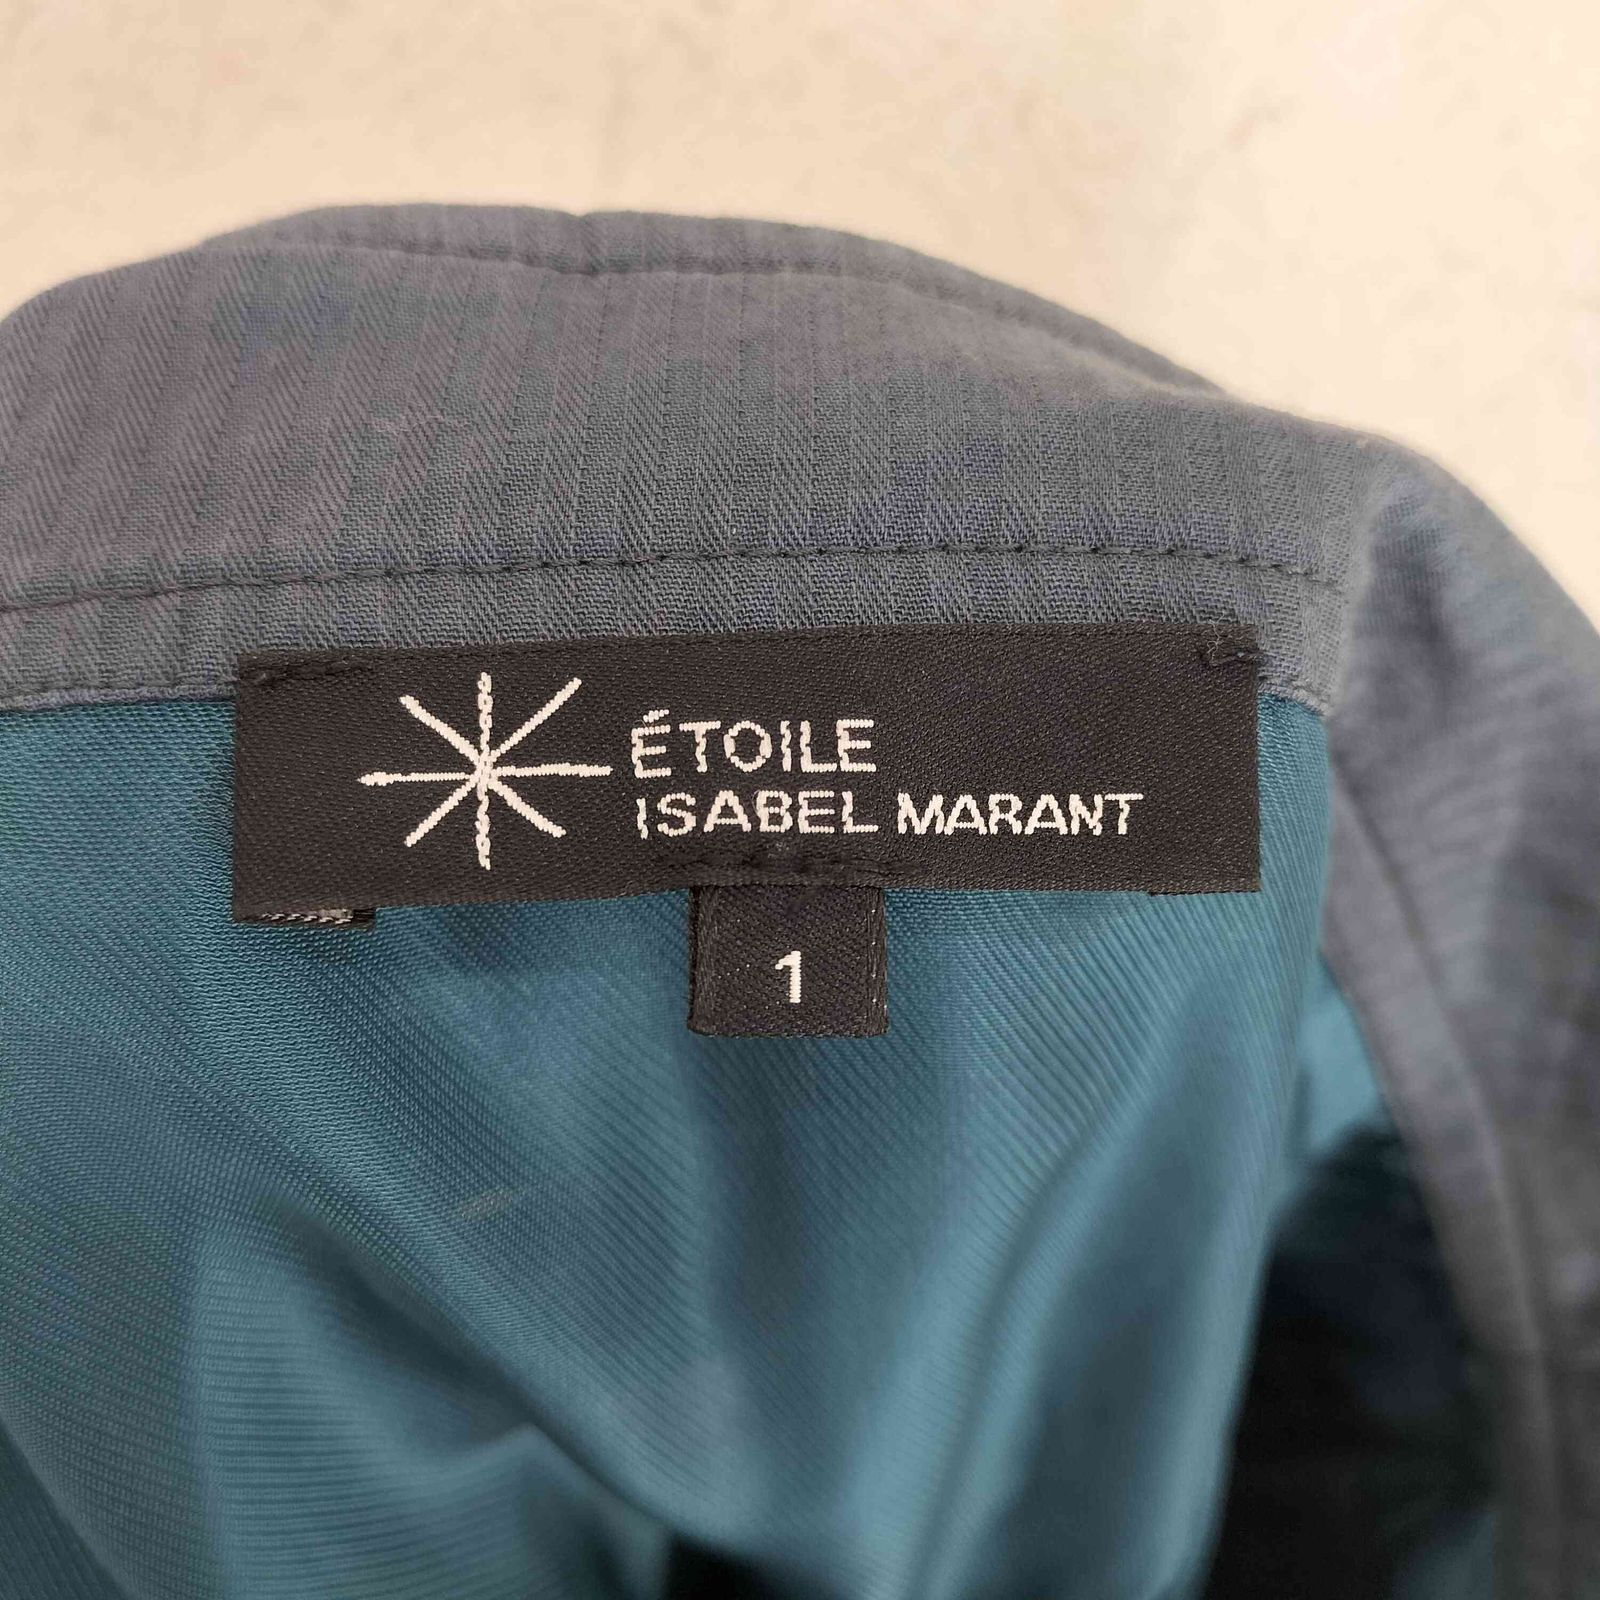 ÉTOILE
ISABEL MARANT
1